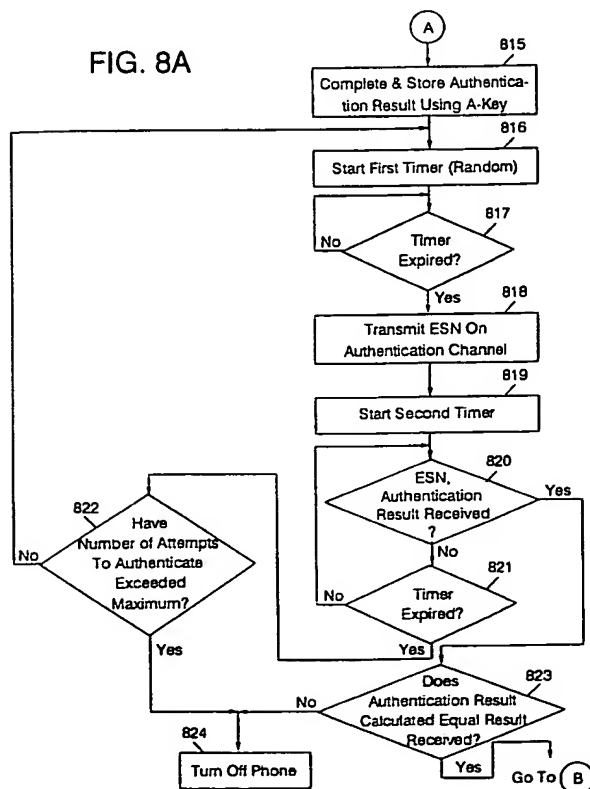 A
FIG. 8A
815
Complete & Store Authentica-
tion Result Using A-Key
816
Start First Timer (Random)
817
No
Timer
Expired?
Yes
818
Transmit ESN On
Authentication Channel
819
Start Second Timer
820
ESN,
Authentication
Result Received
?
Yes
No
822
Have
Number of Attempts
To Authenticate
Exceeded
Maximum?
No
Yes
821
No
Timer
Expired?
Yes
823
Does
Authentication Result
Calculated Equal Result
Received?
No
Yes
824
Turn Off Phone
Go To B